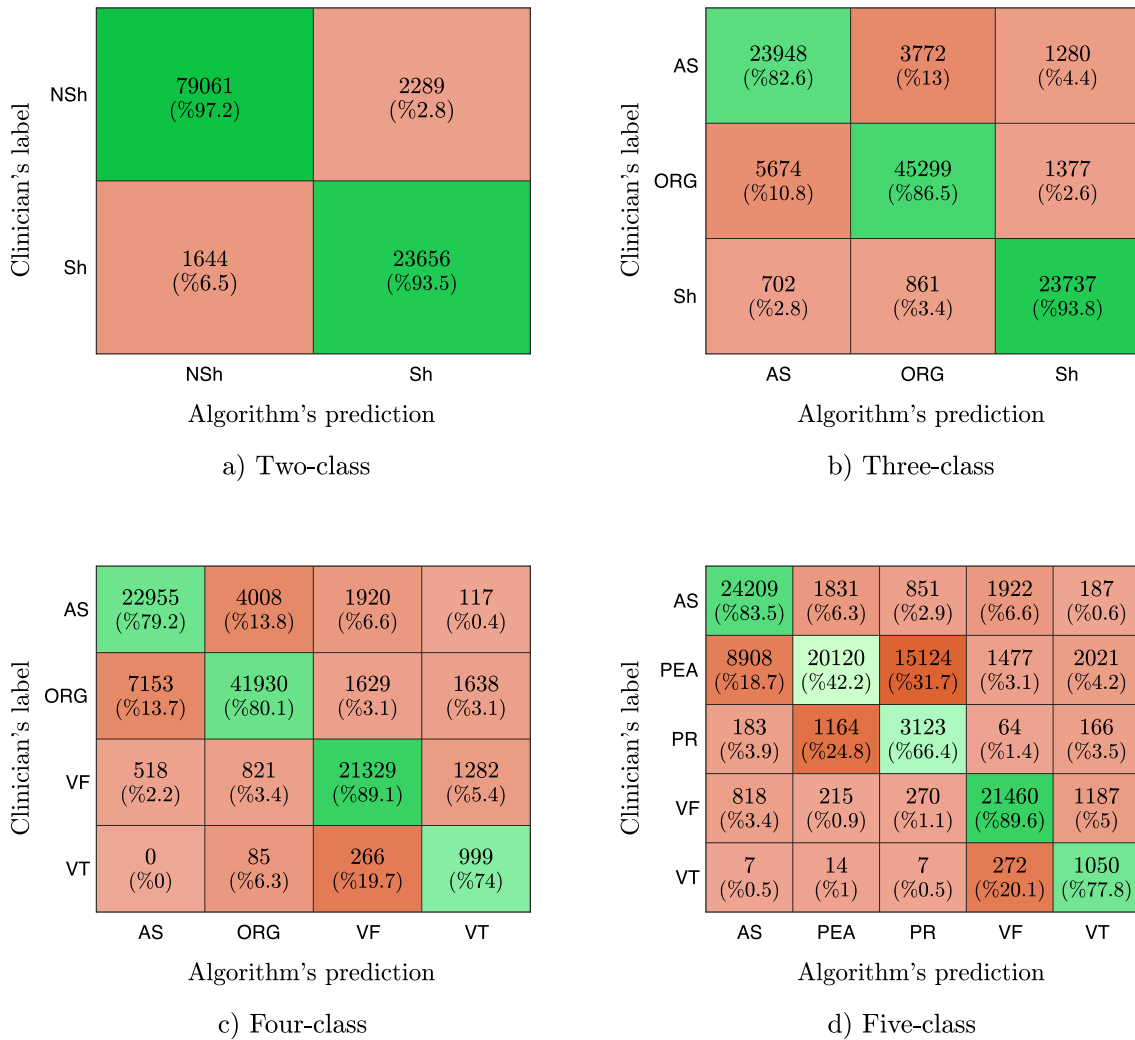 Clinician's label
NSh
79061
(%97.2)
2289
(%2.8)
Sh
1644
(%6.5)
23656
(%93.5)
NSh
Sh
Algorithm's prediction
a) Two-class
Clinician's label
AS
23948
(%82.6)
3772
(%13)
1280
(%4.4)
ORG
5674
(%10.8)
45299
(%86.5)
1377
(%2.6)
Sh
702
(%2.8)
861
(%3.4)
23737
(%93.8)
AS
ORG
Sh
Algorithm's prediction
b) Three-class
Clinician's label
AS
22955
(%79.2)
4008
(%13.8)
1920
(%6.6)
117
(%0.4)
ORG
7153
(%13.7)
41930
(%80.1)
1629
(%3.1)
1638
(%3.1)
VF
518
(%2.2)
821
(%3.4)
21329
(%89.1)
1282
(%5.4)
VT
0
(%0)
85
(%6.3)
266
(%19.7)
999
(%74)
AS
ORG
VF
VT
Algorithm's prediction
c) Four-class
Clinician's label
AS
24209
(%83.5)
1831
(%6.3)
851
(%2.9)
1922
(%6.6)
187
(%0.6)
PEA
8908
(%18.7)
20120
(%42.2)
15124
(%31.7)
1477
(%3.1)
2021
(%4.2)
PR
183
(%3.9)
1164
(%24.8)
3123
(%66.4)
64
(%1.4)
166
(%3.5)
VF
818
(%3.4)
215
(%0.9)
270
(%1.1)
21460
(%89.6)
1187
(%5)
VT
7
(%0.5)
14
(%1)
7
(%0.5)
272
(%20.1)
1050
(%77.8)
AS
PEA
PR
VF
VT
Algorithm's prediction
d) Five-class